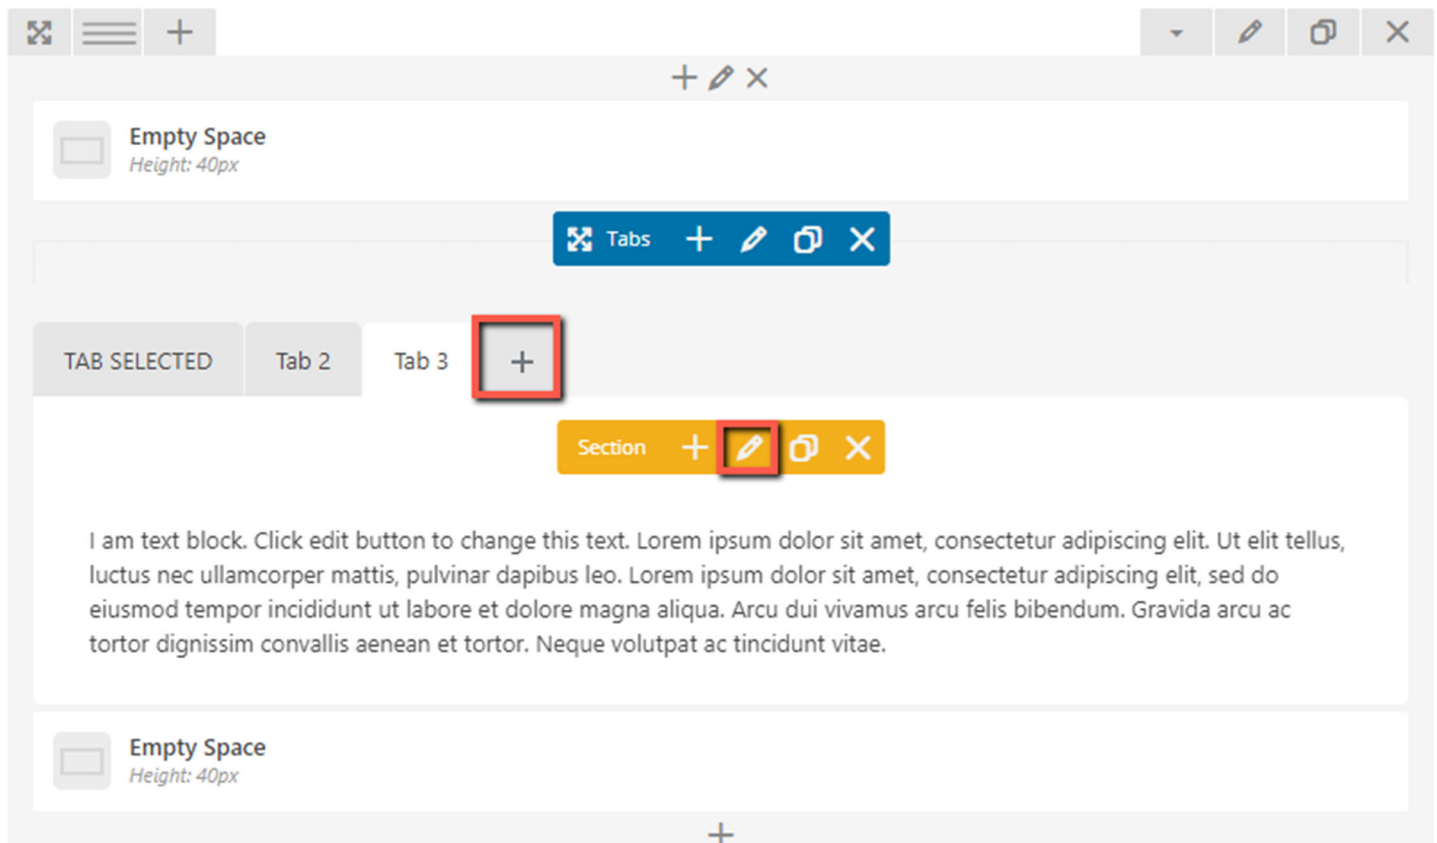 Empty Space
Height: 40px
Tabs
TAB SELECTED Tab 2 Tab 3
Section
I am text block. Click edit button to change this text. Lorem ipsum dolor sit amet, consectetur adipiscing elit. Ut elit tellus,
luctus nec ullamcorper mattis, pulvinar dapibus leo. Lorem ipsum dolor sit amet, consectetur adipiscing elit, sed do
eiusmod tempor incididunt ut labore et dolore magna aliqua. Arcu dui vivamus arcu felis bibendum. Gravida arcu ac
tortor dignissim convallis aenean et tortor. Neque volutpat ac tincidunt vitae.
Empty Space
Height: 40px